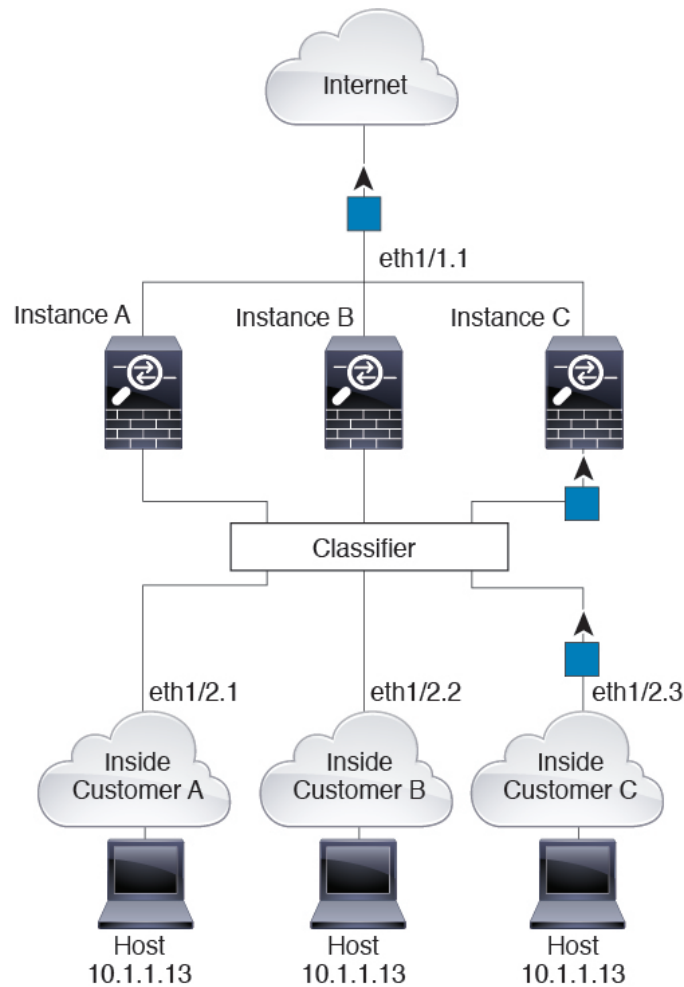 Internet
eth1/1.1
Instance A
Instance B
Instance C
Classifier
eth1/2.1
eth1/2.2
eth1/2.3
Inside
Customer A
Inside
Customer B
Inside
Customer C
Host
10.1.1.13
Host
10.1.1.13
Host
10.1.1.13